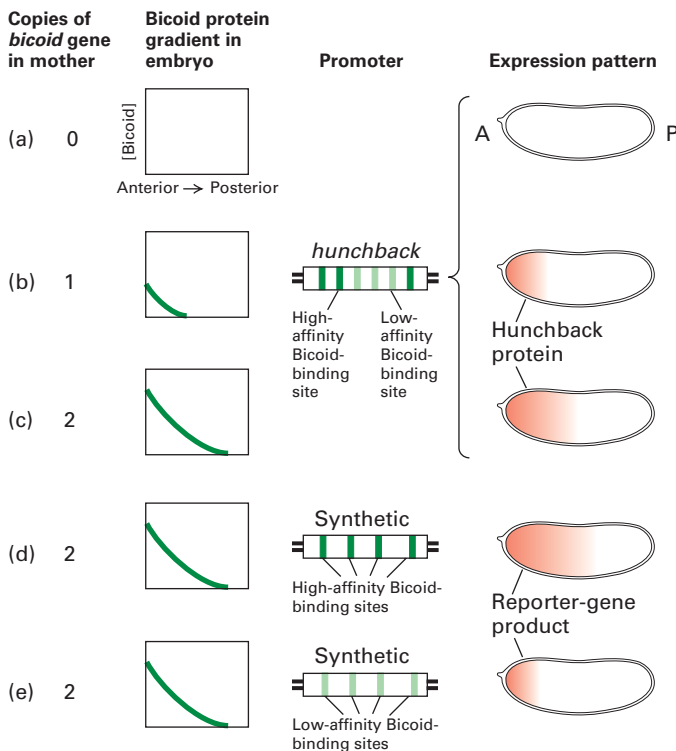 Copies of
bicoid gene
in mother
Bicoid protein
gradient in
embryo
Promoter
Expression pattern
(a) 0
[Bicoid]
Anterior → Posterior
A
P
(b) 1
hunchback
High-
affinity
Bicoid-
binding
site
Low-
affinity
Bicoid-
binding
site
Hunchback
protein
(c) 2
(d) 2
Synthetic
High-affinity Bicoid-
binding sites
Reporter-gene
product
(e) 2
Synthetic
Low-affinity Bicoid-
binding sites